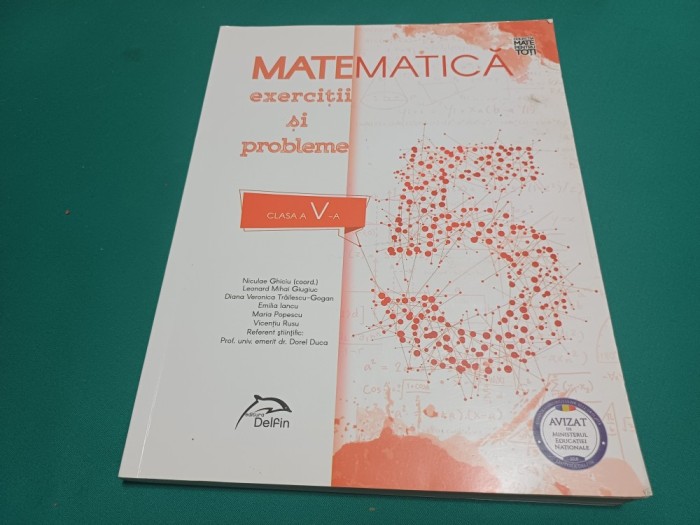 MATE
PENTRU
TOȚI
MATEMATICĂ
exerciții
și
probleme
CLASA A V-A
Niculae Ghiciu (coord.)
Leonard Mihai Giugiuc
Diana Veronica Trăilescu-Gogan
Emilia Iancu
Maria Popescu
Vicențiu Rusu
Referent științific:
Prof. univ. emerit dr. Dorel Duca
editura
Delfin
AVIZAT
DE
MINISTERUL
EDUCAȚIEI
NAȚIONALE